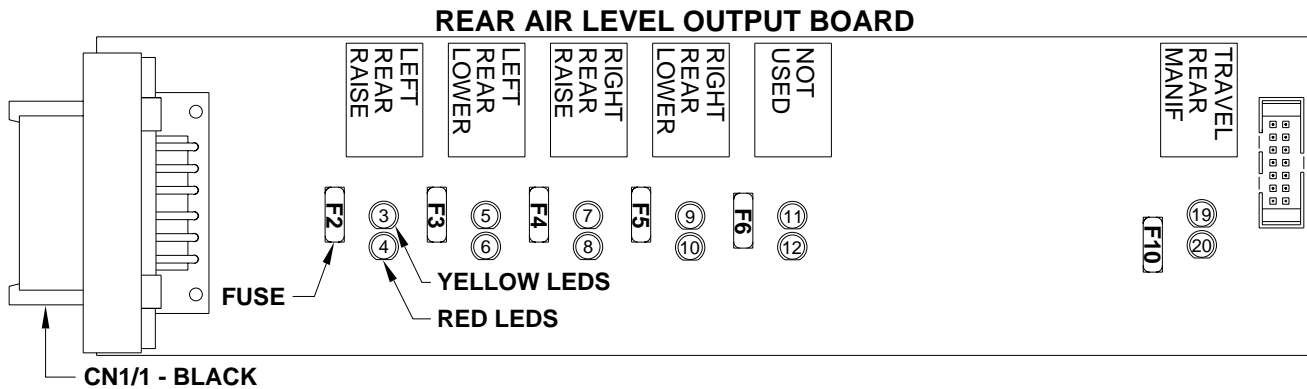 REAR AIR LEVEL OUTPUT BOARD
LEFT
REAR
RAISE
LEFT
REAR
LOWER
RIGHT
REAR
RAISE
RIGHT
REAR
LOWER
NOT
USED
TRAVEL
REAR
MANIF
F2
3
4
F3
5
6
F4
7
8
F5
9
10
F6
11
12
F10
19
20
FUSE
YELLOW LEDS
RED LEDS
CN1/1 - BLACK